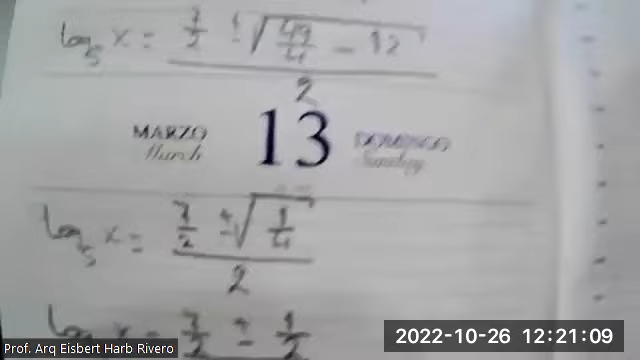 log₅ x = 7/2 ± √(49/4 − 12) / 2
MARZO 13 DOMINGO
March Sunday
log₅ x = 7/2 ± √(1/4) / 2
log x = 7/2 ± 1/2
Prof. Arq Eisbert Harb Rivero
2022-10-26 12:21:09